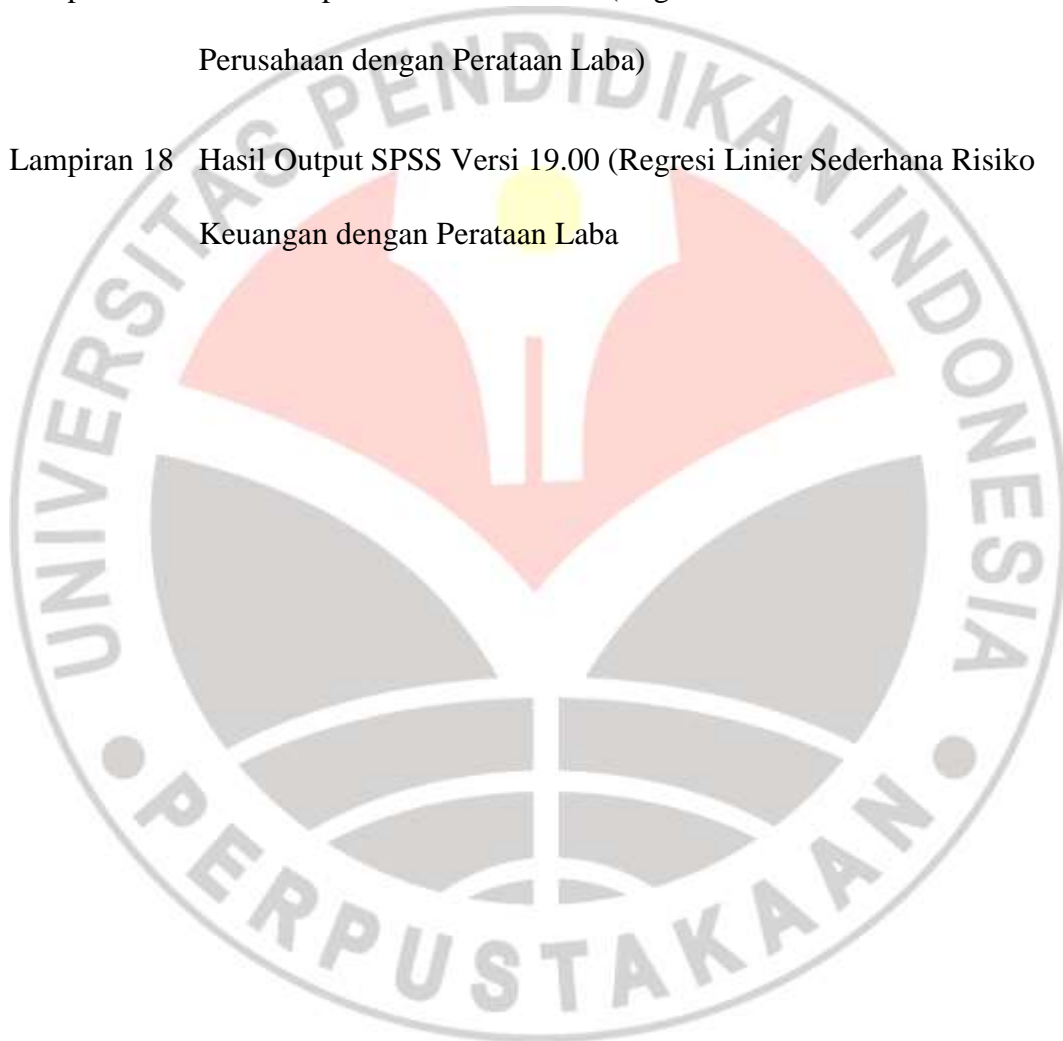 Perusahaan dengan Perataan Laba)
Lampiran 18 Hasil Output SPSS Versi 19.00 (Regresi Linier Sederhana Risiko
Keuangan dengan Perataan Laba
UNIVERSITAS PENDIDIKAN INDONESIA
PERPUSTAKAAN